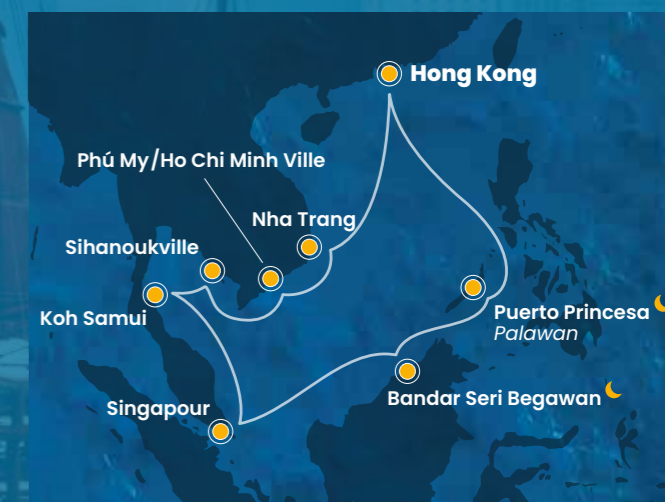 Hong Kong
Phú My/Ho Chi Minh Ville
Nha Trang
Sihanoukville
Koh Samui
Puerto Princesa
Palawan
Bandar Seri Begawan
Singapour